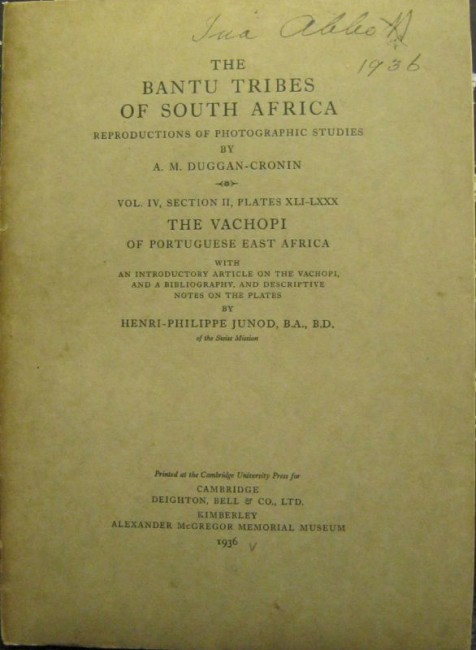 Ina Abbott
1936
THE
BANTU TRIBES
OF SOUTH AFRICA
REPRODUCTIONS OF PHOTOGRAPHIC STUDIES
BY
A. M. DUGGAN-CRONIN
VOL. IV, SECTION II, PLATES XLI-LXXX
THE VACHOPI
OF PORTUGUESE EAST AFRICA
WITH
AN INTRODUCTORY ARTICLE ON THE VACHOPI,
AND A BIBLIOGRAPHY, AND DESCRIPTIVE
NOTES ON THE PLATES
BY
HENRI-PHILIPPE JUNOD, B.A., B.D.
of the Swiss Mission
Printed at the Cambridge University Press for
CAMBRIDGE
DEIGHTON, BELL & CO., LTD.
KIMBERLEY
ALEXANDER McGREGOR MEMORIAL MUSEUM
1936